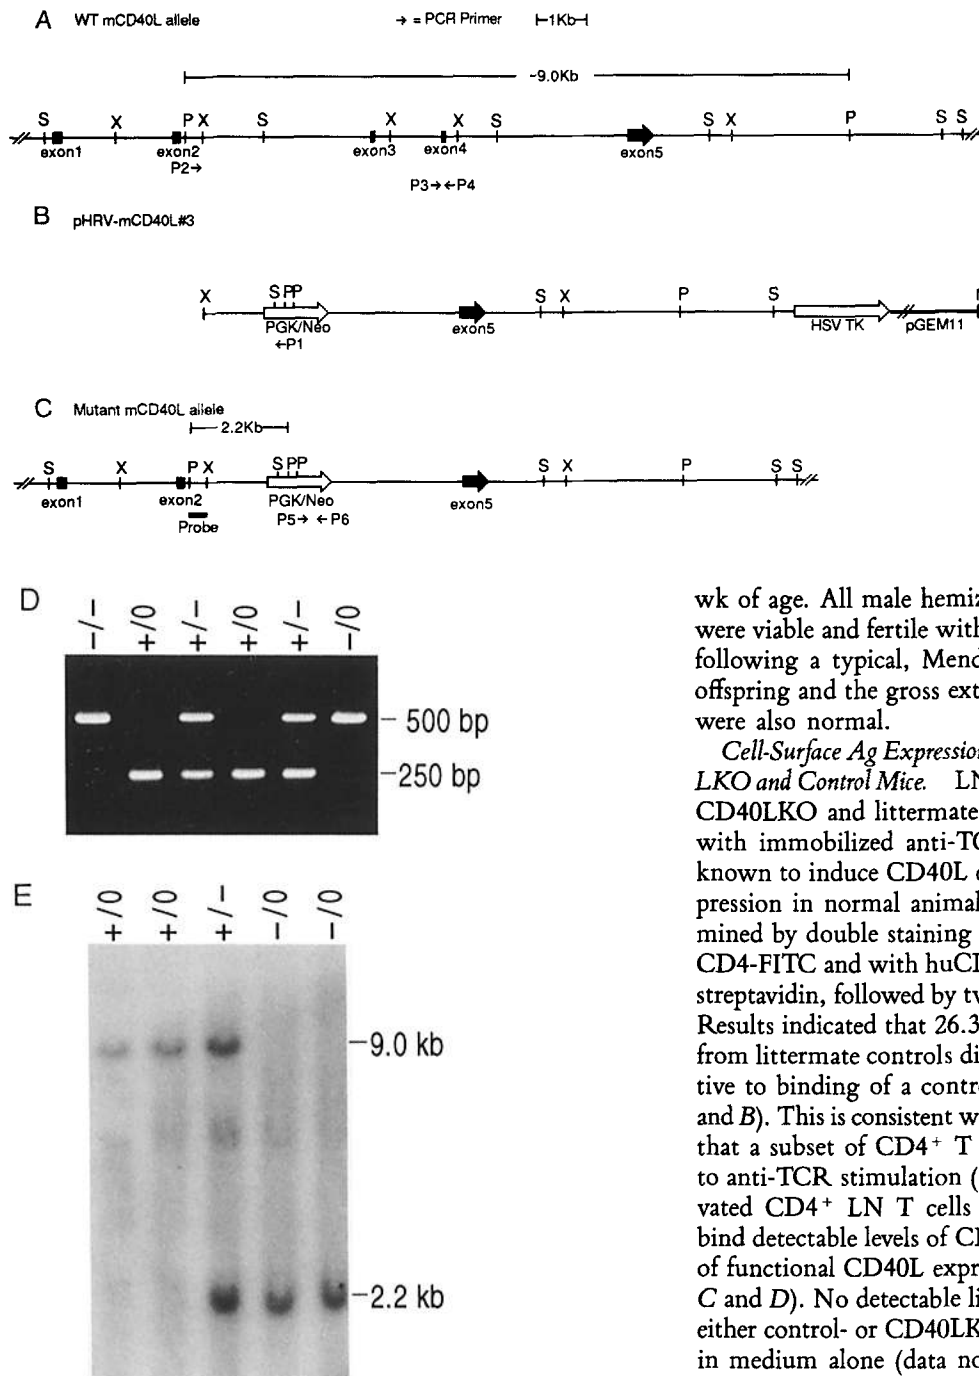 A WT mCD40L allele → = PCR Primer 1Kb
~9.0Kb
S X P X S X X S S X P S S
exon1 exon2 exon3 exon4 exon5
P2→
P3→ ←P4
B pHRV-mCD40L#3
X S P P S X P S
PGK/Neo exon5 HSV TK pGEM11
←P1
C Mutant mCD40L allele
2.2Kb
S X P X S P P S X P S S
exon1 exon2 PGK/Neo exon5
Probe P5→ ←P6
D
-/- +/0 +/- +/0 +/- -/0
500 bp
250 bp
E
+/0 +/0 +/- -/0 -/0
9.0 kb
2.2 kb
wk of age. All male hemiz
were viable and fertile with
following a typical, Mend
offspring and the gross ext
were also normal.
Cell-Surface Ag Expression
LKO and Control Mice. LN
CD40LKO and littermate
with immobilized anti-TC
known to induce CD40L
pression in normal animal
mined by double staining
CD4-FITC and with huCI
streptavidin, followed by tv
Results indicated that 26.3
from littermate controls di
tive to binding of a contro
and B). This is consistent w
that a subset of CD4+ T
to anti-TCR stimulation (
vated CD4+ LN T cells
bind detectable levels of CI
of functional CD40L expr
C and D). No detectable li
either control- or CD40LK
in medium alone (data no